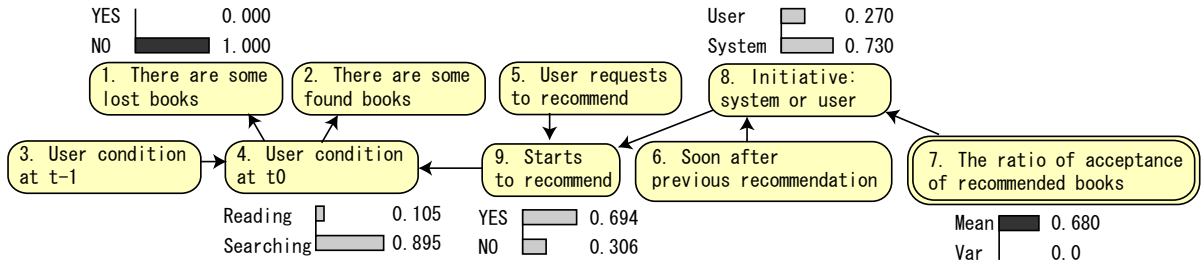 YES 0.000
NO 1.000
User 0.270
System 0.730
1. There are some
lost books
2. There are some
found books
5. User requests
to recommend
8. Initiative:
system or user
3. User condition
at t-1
4. User condition
at t0
9. Starts
to recommend
6. Soon after
previous recommendation
7. The ratio of acceptance
of recommended books
Reading 0.105
Searching 0.895
YES 0.694
NO 0.306
Mean 0.680
Var 0.0